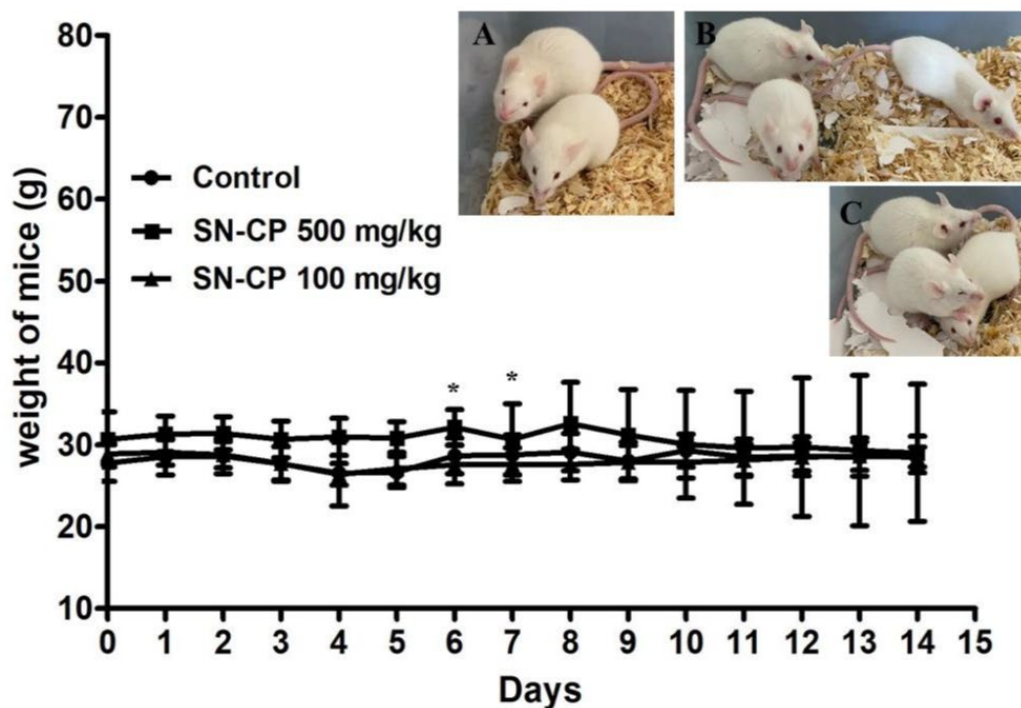 80
70
60
50
40
30
20
10
weight of mice (g)
Control
SN-CP 500 mg/kg
SN-CP 100 mg/kg
A
B
C
*
*
0 1 2 3 4 5 6 7 8 9 10 11 12 13 14 15
Days